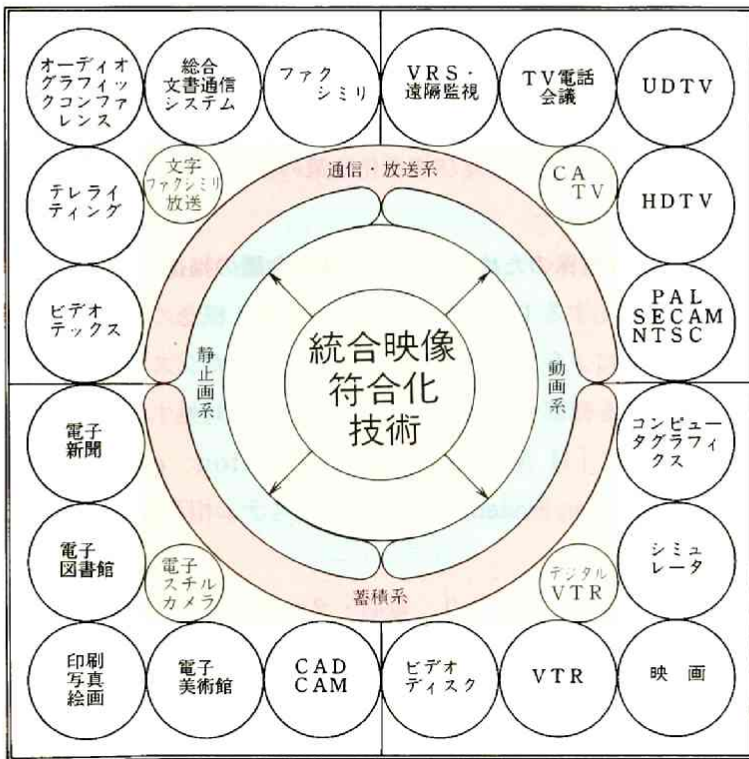 オーディオ
グラフィッ
クコンファ
レンス
総合
文書通信
システム
ファク
シミリ
VRS・
遠隔監視
TV電話
会議
UDTV
テレライ
ティング
文字
ファクシミリ
放送
通信・放送系
CA
TV
HDTV
ビデオ
テックス
PAL
SECAM
NTSC
静止画系
統合映像
符合化
技術
動画系
電子
新聞
コンピュー
タグラフィ
クス
電子
図書館
電子
スチル
カメラ
蓄積系
デジタル
VTR
シミュ
レータ
印刷
写真
絵画
電子
美術館
CAD
CAM
ビデオ
ディスク
VTR
映画